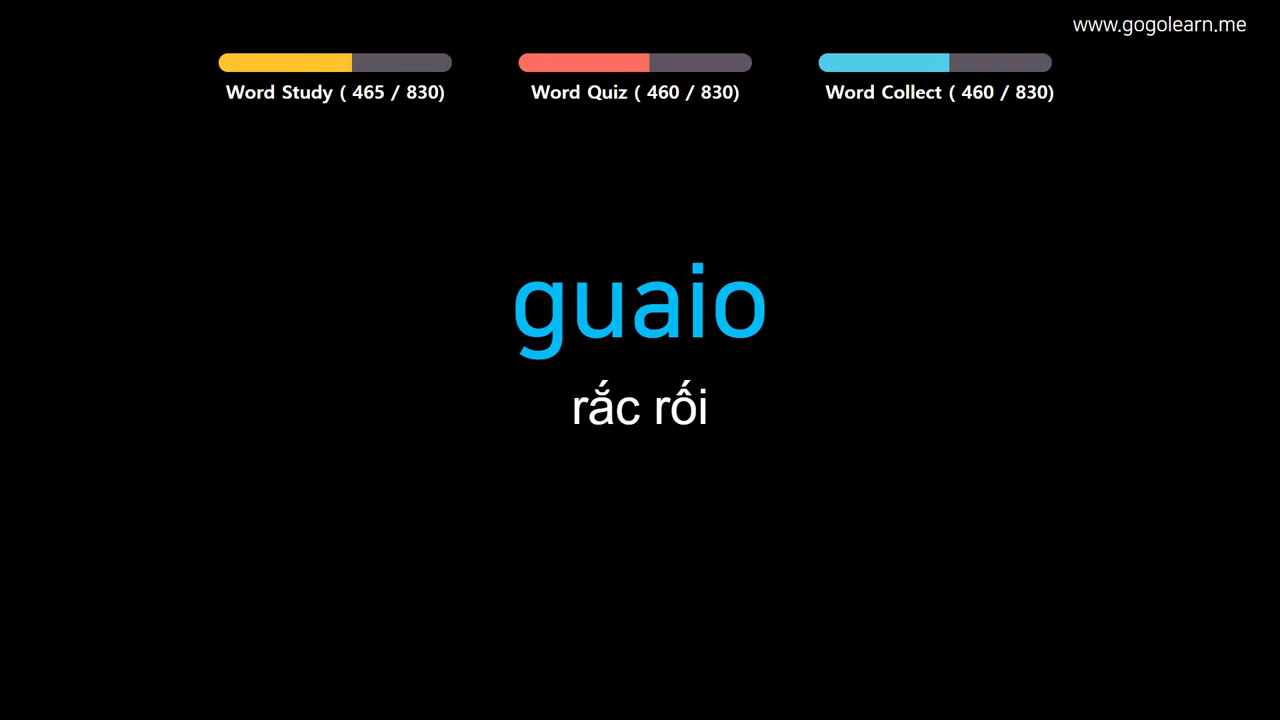 www.gogolearn.me
Word Study ( 465 / 830)
Word Quiz ( 460 / 830)
Word Collect ( 460 / 830)
guaio
rắc rối